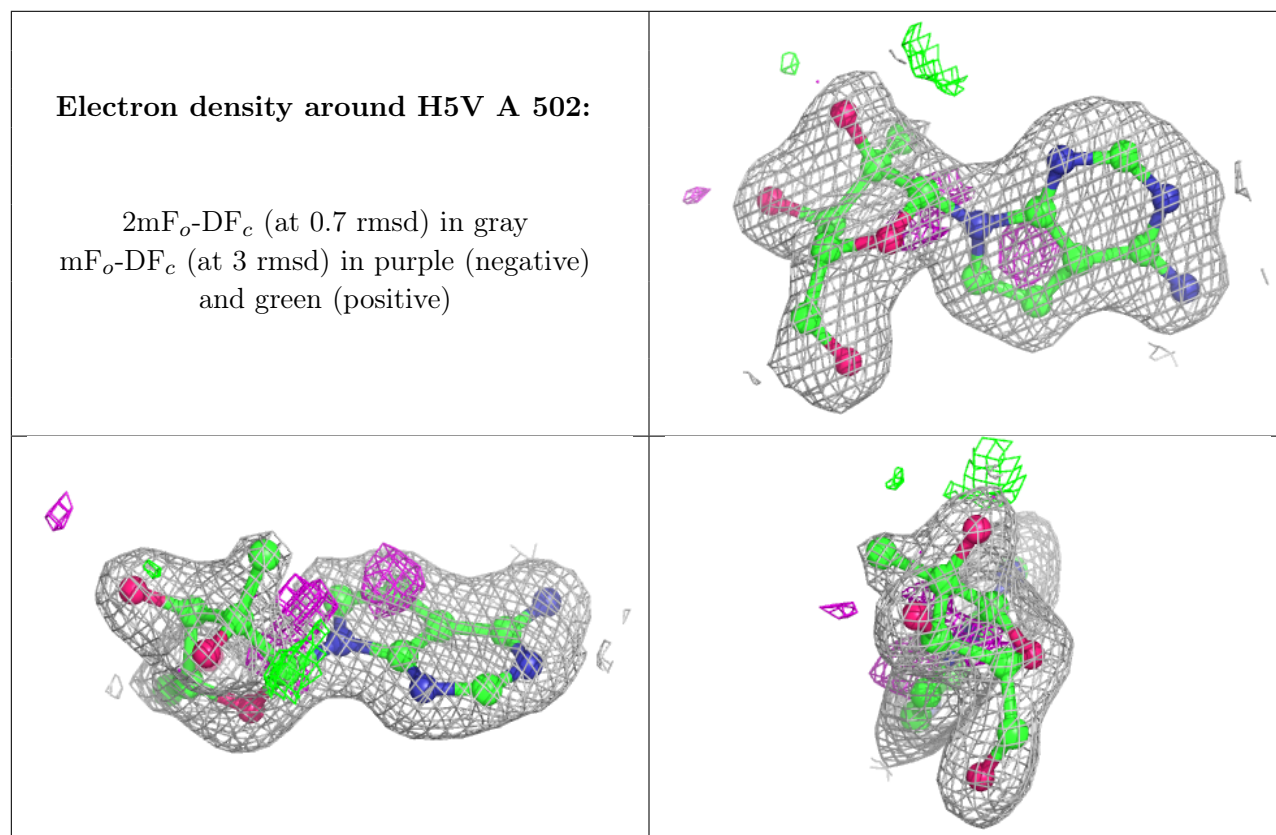 Electron density around H5V A 502:
2mFo-DFc (at 0.7 rmsd) in gray
mFo-DFc (at 3 rmsd) in purple (negative)
and green (positive)